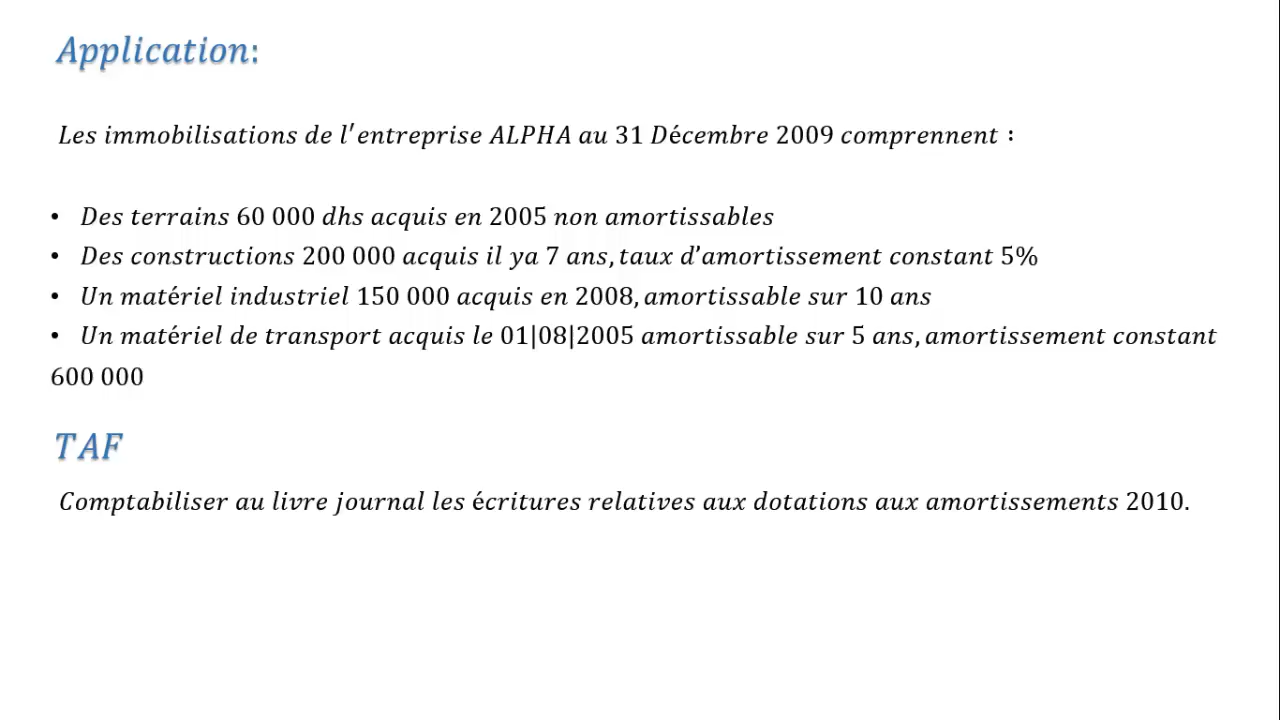 Application:
Les immobilisations de l'entreprise ALPHA au 31 Décembre 2009 comprennent :
• Des terrains 60 000 dhs acquis en 2005 non amortissables
• Des constructions 200 000 acquis il ya 7 ans, taux d'amortissement constant 5%
• Un matériel industriel 150 000 acquis en 2008, amortissable sur 10 ans
• Un matériel de transport acquis le 01|08|2005 amortissable sur 5 ans, amortissement constant
600 000
TAF
Comptabiliser au livre journal les écritures relatives aux dotations aux amortissements 2010.